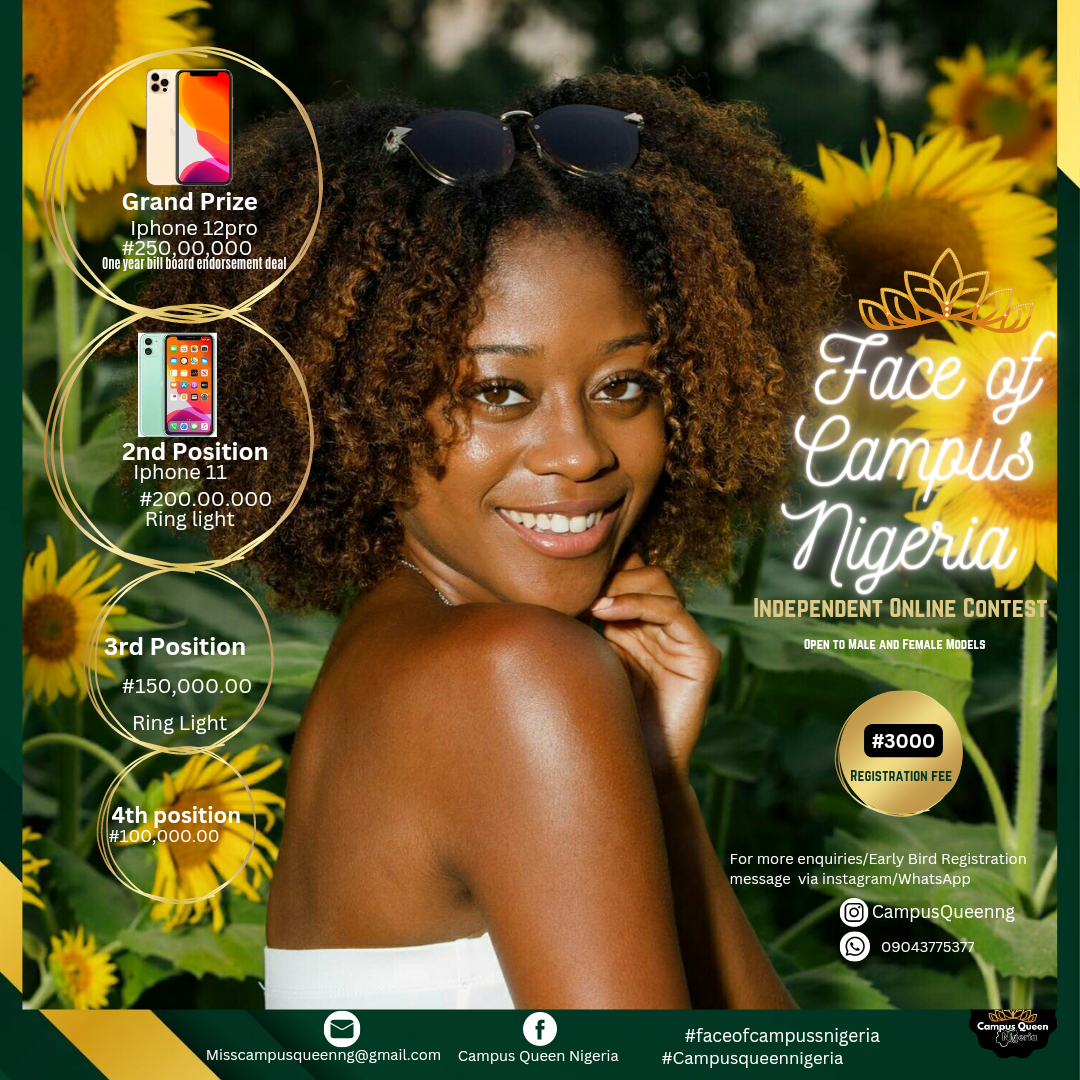 Grand Prize
Iphone 12pro
#250,00,000
One year bill board endorsement deal
2nd Position
Iphone 11
#200.00.000
Ring light
3rd Position
#150,000.00
Ring Light
4th position
#100,000.00
Face of
Campus
Nigeria
Independent Online Contest
Open to Male and Female Models
#3000
Registration fee
For more enquiries/Early Bird Registration
message via instagram/WhatsApp
CampusQueenng
09043775377
Misscampusqueenng@gmail.com
Campus Queen Nigeria
#faceofcampussnigeria
#Campusqueennigeria
Campus Queen
Nigeria